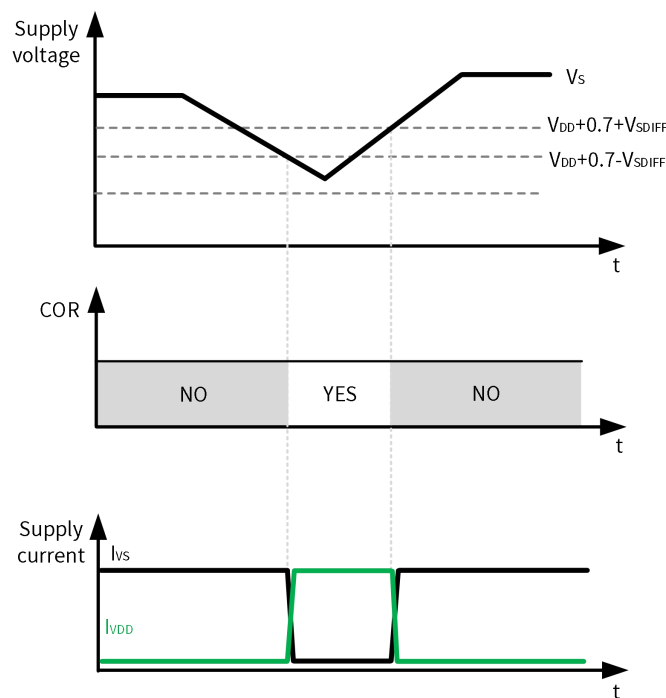 Supply
voltage
VS
VDD+0.7+VSDIFF
VDD+0.7-VSDIFF
t
COR
NO YES NO
t
Supply
current
IVS
IVDD
t